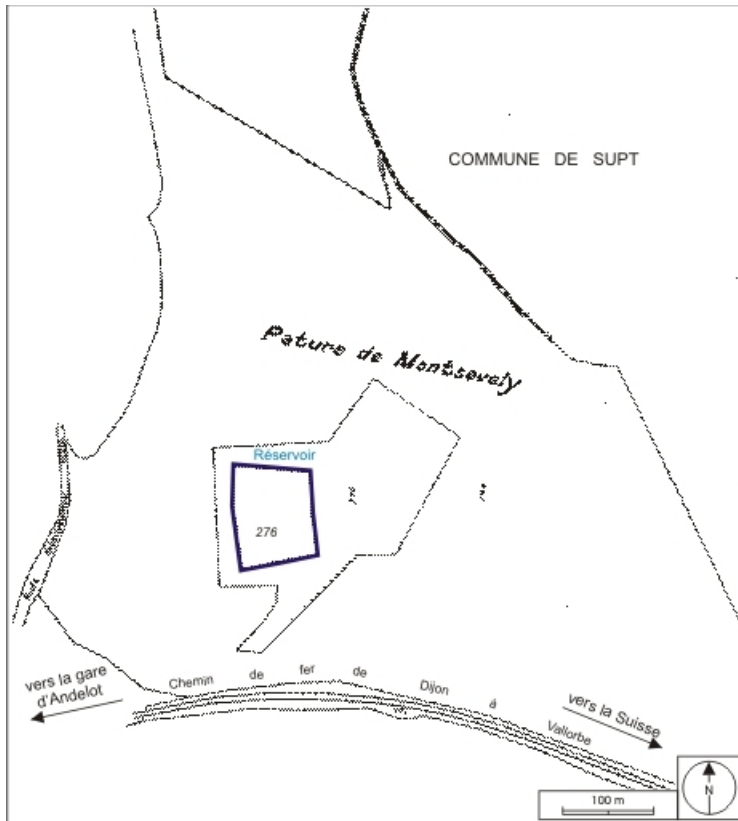 COMMUNE DE SUPT
Pature de Montsevely
Réservoir
276
vers la gare
d'Andelot
Chemin de fer de Dijon à Vallorbe
vers la Suisse
N
100 m